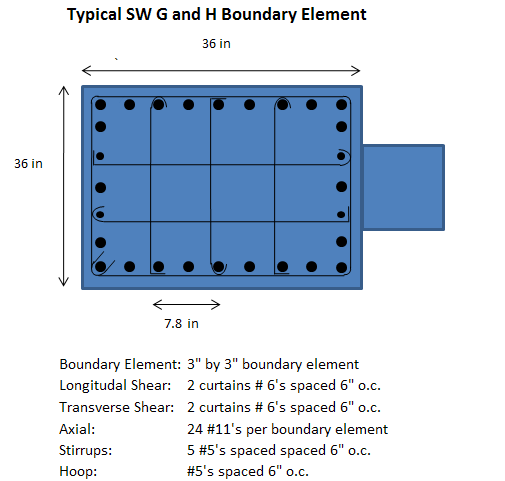 Typical SW G and H Boundary Element
36 in
36 in
7.8 in
Boundary Element: 3" by 3" boundary element
Longitudal Shear: 2 curtains # 6's spaced 6" o.c.
Transverse Shear: 2 curtains # 6's spaced 6" o.c.
Axial: 24 #11's per boundary element
Stirrups: 5 #5's spaced spaced 6" o.c.
Hoop: #5's spaced 6" o.c.